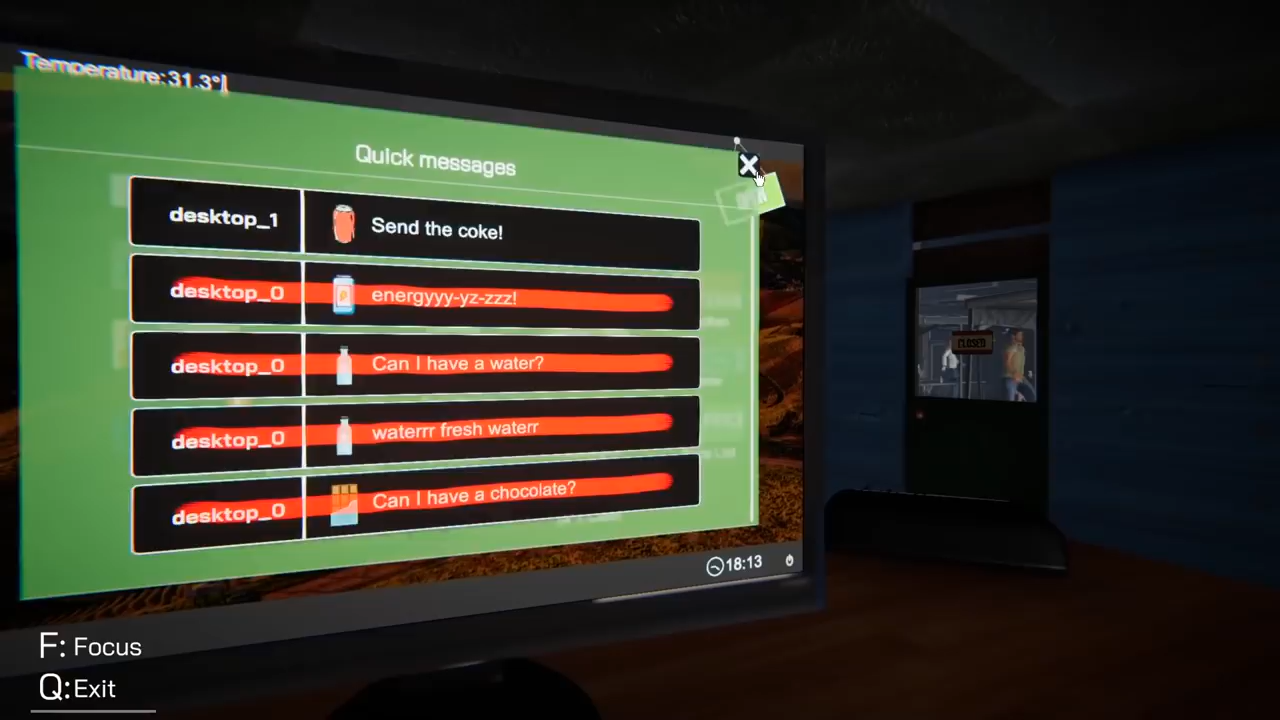 Temperature:31.3°
Quick messages
desktop_1 Send the coke!
desktop_0 energyyy-yz-zzz!
desktop_0 Can I have a water?
desktop_0 waterrr fresh waterr
desktop_0 Can I have a chocolate?
18:13
CLOSED
F: Focus
Q:Exit